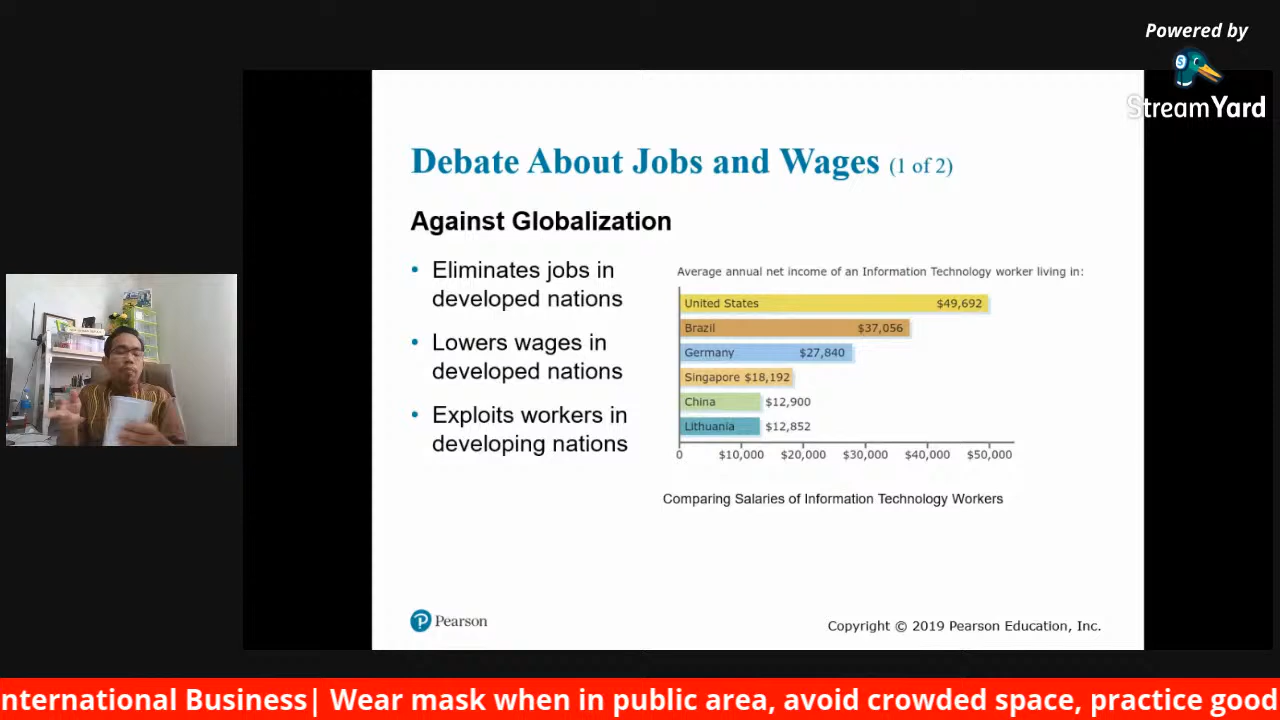 Powered by
StreamYard
Debate About Jobs and Wages (1 of 2)
Against Globalization
• Eliminates jobs in
developed nations
• Lowers wages in
developed nations
• Exploits workers in
developing nations
Average annual net income of an Information Technology worker living in:
United States $49,692
Brazil $37,056
Germany $27,840
Singapore $18,192
China $12,900
Lithuania $12,852
0 $10,000 $20,000 $30,000 $40,000 $50,000
Comparing Salaries of Information Technology Workers
Pearson
Copyright © 2019 Pearson Education, Inc.
nternational Business| Wear mask when in public area, avoid crowded space, practice good